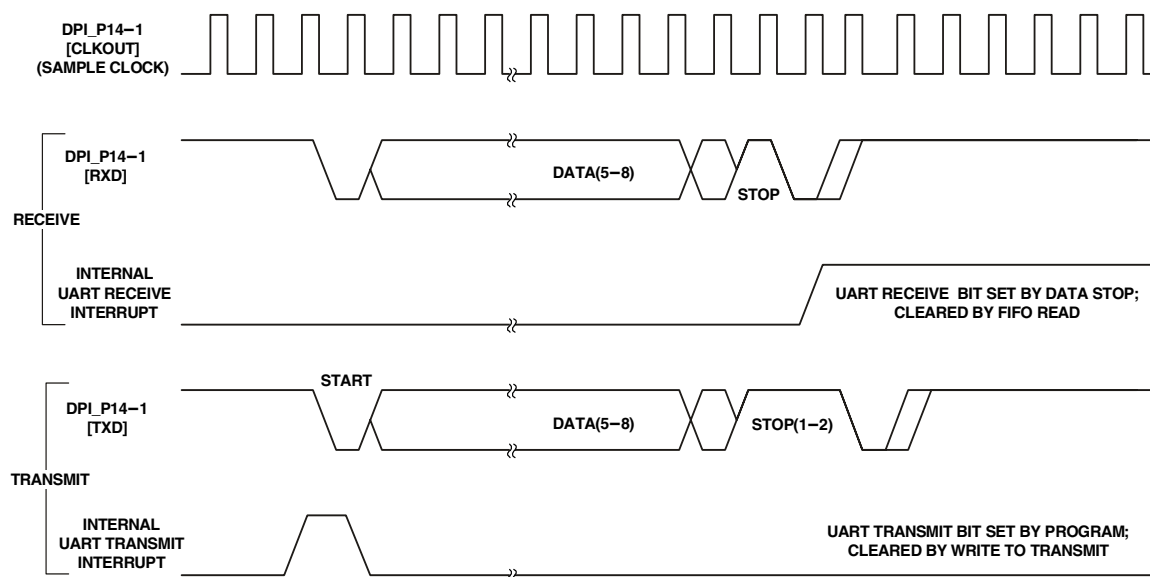 DPI_P14–1
[CLKOUT]
(SAMPLE CLOCK)
DPI_P14–1
[RXD]
DATA(5–8)
STOP
RECEIVE
INTERNAL
UART RECEIVE
INTERRUPT
UART RECEIVE BIT SET BY DATA STOP;
CLEARED BY FIFO READ
START
DPI_P14–1
[TXD]
DATA(5–8)
STOP(1–2)
TRANSMIT
INTERNAL
UART TRANSMIT
INTERRUPT
UART TRANSMIT BIT SET BY PROGRAM;
CLEARED BY WRITE TO TRANSMIT